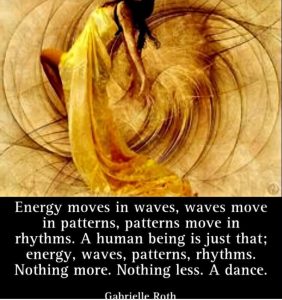 Energy moves in waves, waves move
in patterns, patterns move in
rhythms. A human being is just that;
energy, waves, patterns, rhythms.
Nothing more. Nothing less. A dance.
Gabrielle Roth